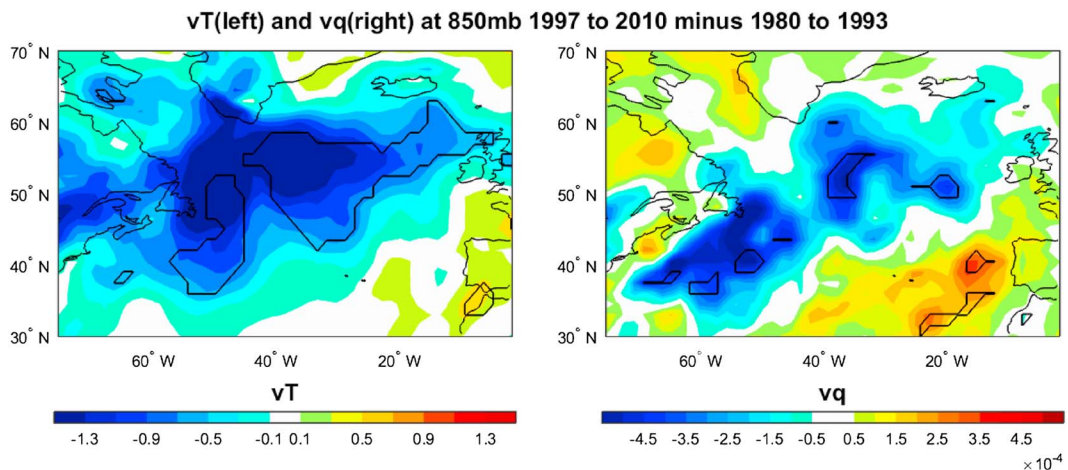 vT(left) and vq(right) at 850mb 1997 to 2010 minus 1980 to 1993
70° N
60° N
50° N
40° N
30° N
60° W
40° W
20° W
70° N
60° N
50° N
40° N
30° N
60° W
40° W
20° W
vT
-1.3 -0.9 -0.5 -0.1 0.1 0.5 0.9 1.3
vq
-4.5 -3.5 -2.5 -1.5 -0.5 0.5 1.5 2.5 3.5 4.5
×10⁻⁴